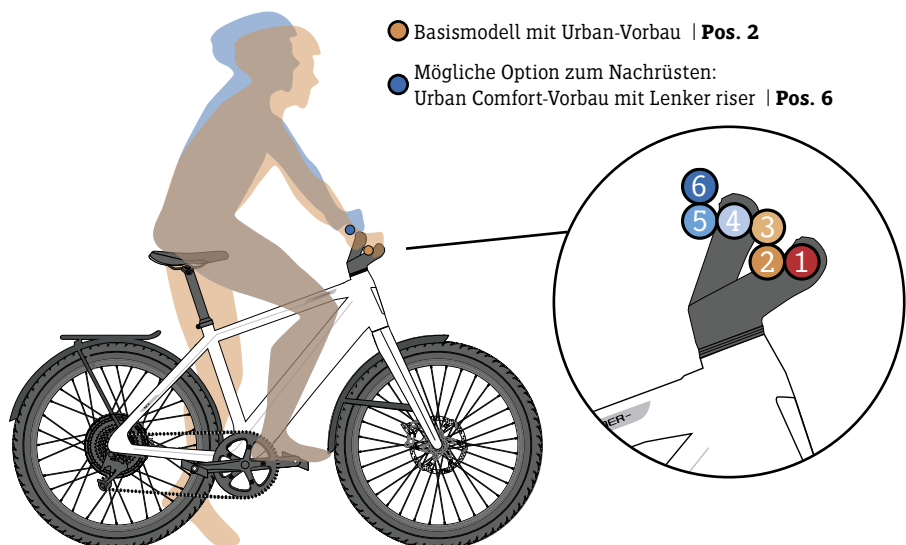 Basismodell mit Urban-Vorbau | Pos. 2
Mögliche Option zum Nachrüsten:
Urban Comfort-Vorbau mit Lenker riser | Pos. 6
6
5 4 3
2 1